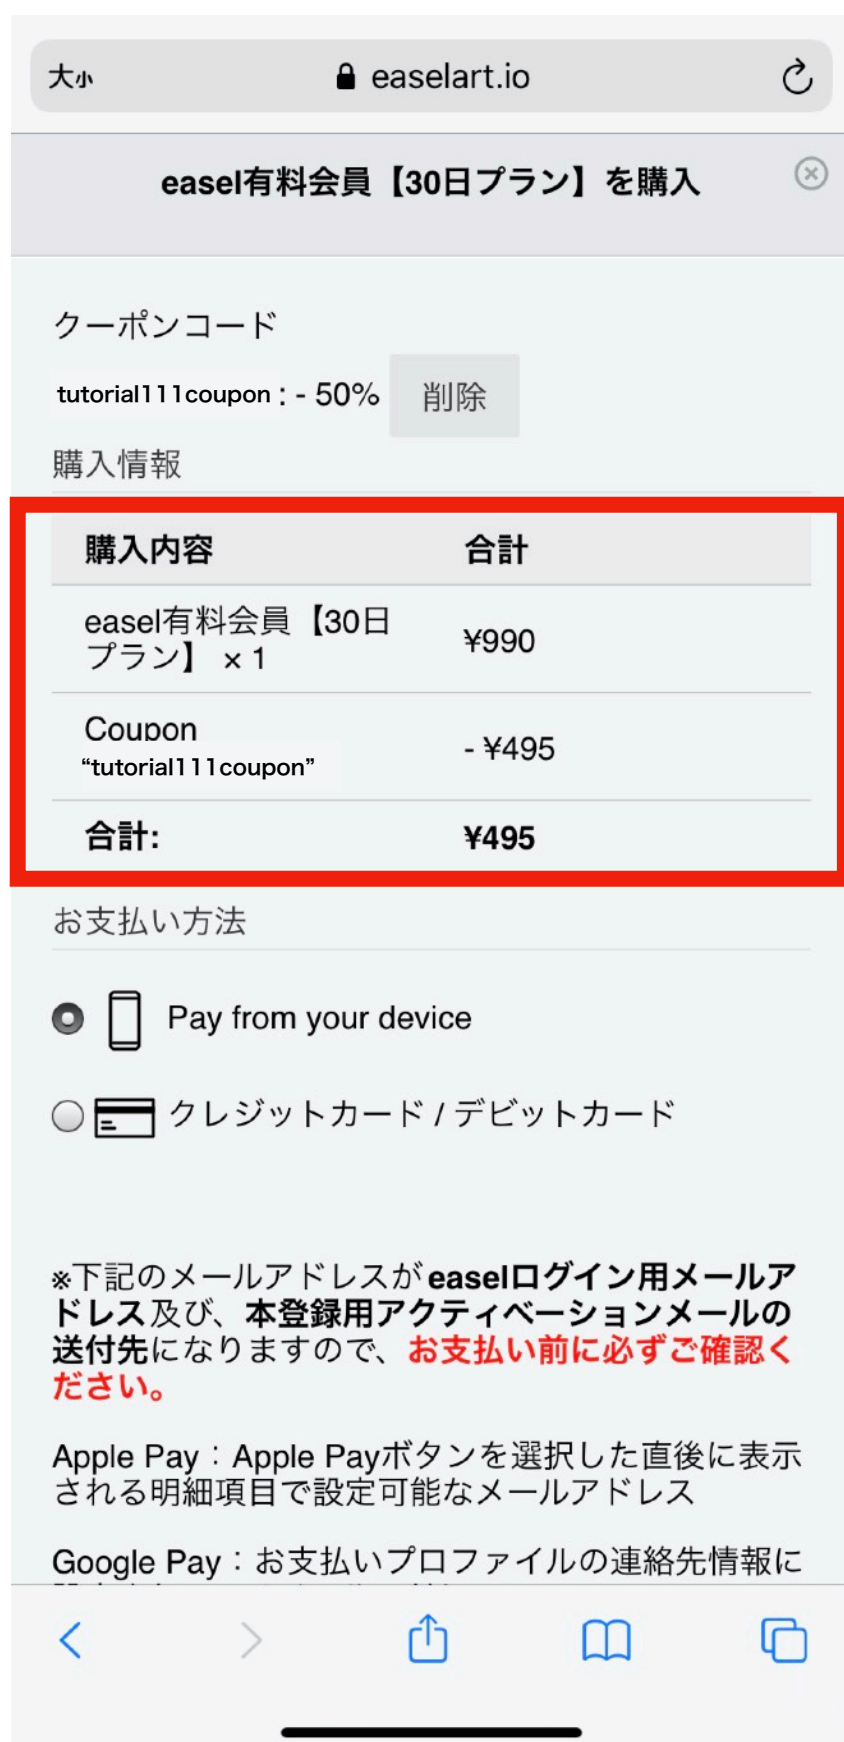 大小 easelart.io
easel有料会員【30日プラン】を購入
クーポンコード
tutorial111coupon : - 50% 削除
購入情報
購入内容 合計
easel有料会員【30日
プラン】 × 1 ¥990
Coupon
“tutorial111coupon” - ¥495
合計: ¥495
お支払い方法
Pay from your device
クレジットカード / デビットカード
※下記のメールアドレスがeaselログイン用メールア
ドレス及び、本登録用アクティベーションメールの
送付先になりますので、お支払い前に必ずご確認く
ださい。
Apple Pay：Apple Payボタンを選択した直後に表示
される明細項目で設定可能なメールアドレス
Google Pay：お支払いプロファイルの連絡先情報に